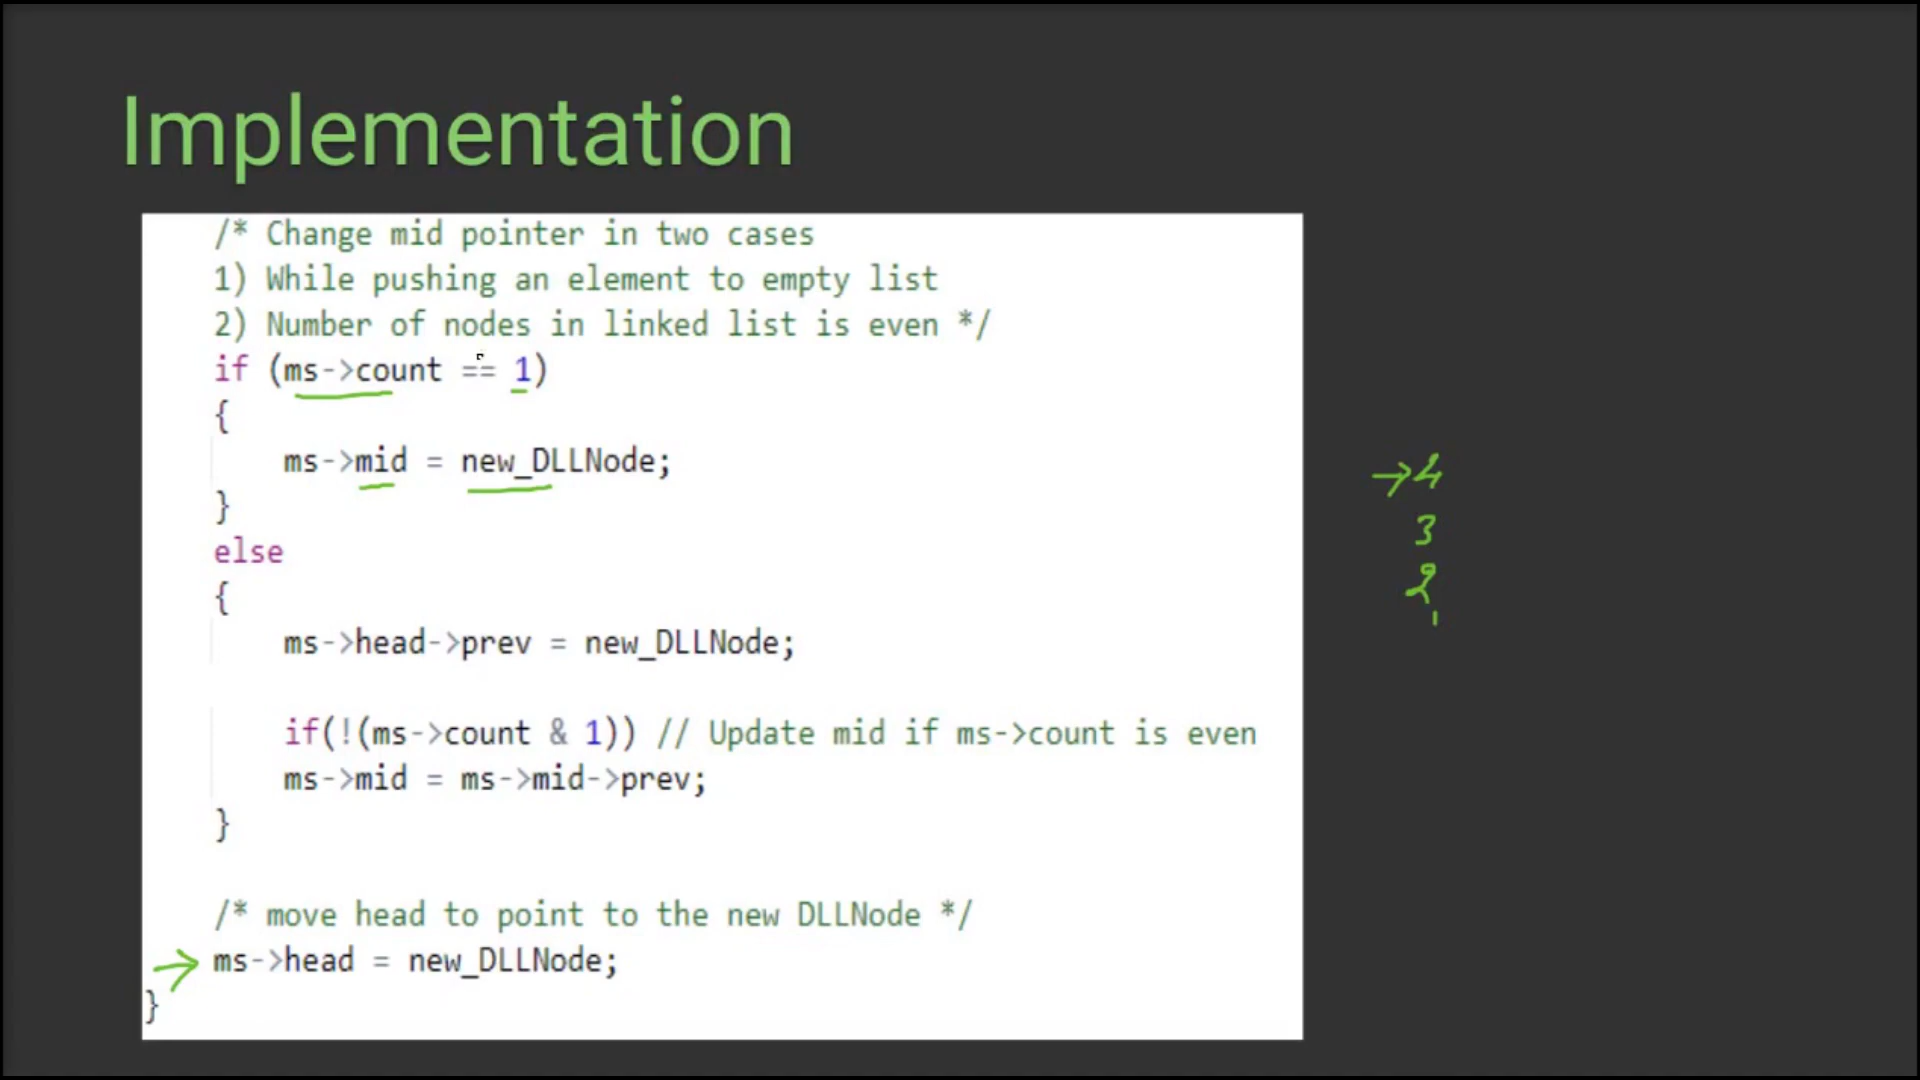 Implementation
/* Change mid pointer in two cases
1) While pushing an element to empty list
2) Number of nodes in linked list is even */
if (ms->count == 1)
{
ms->mid = new_DLLNode;
}
else
{
ms->head->prev = new_DLLNode;
if(!(ms->count & 1)) // Update mid if ms->count is even
ms->mid = ms->mid->prev;
}
/* move head to point to the new DLLNode */
→ ms->head = new_DLLNode;
}
→4
3
2
1